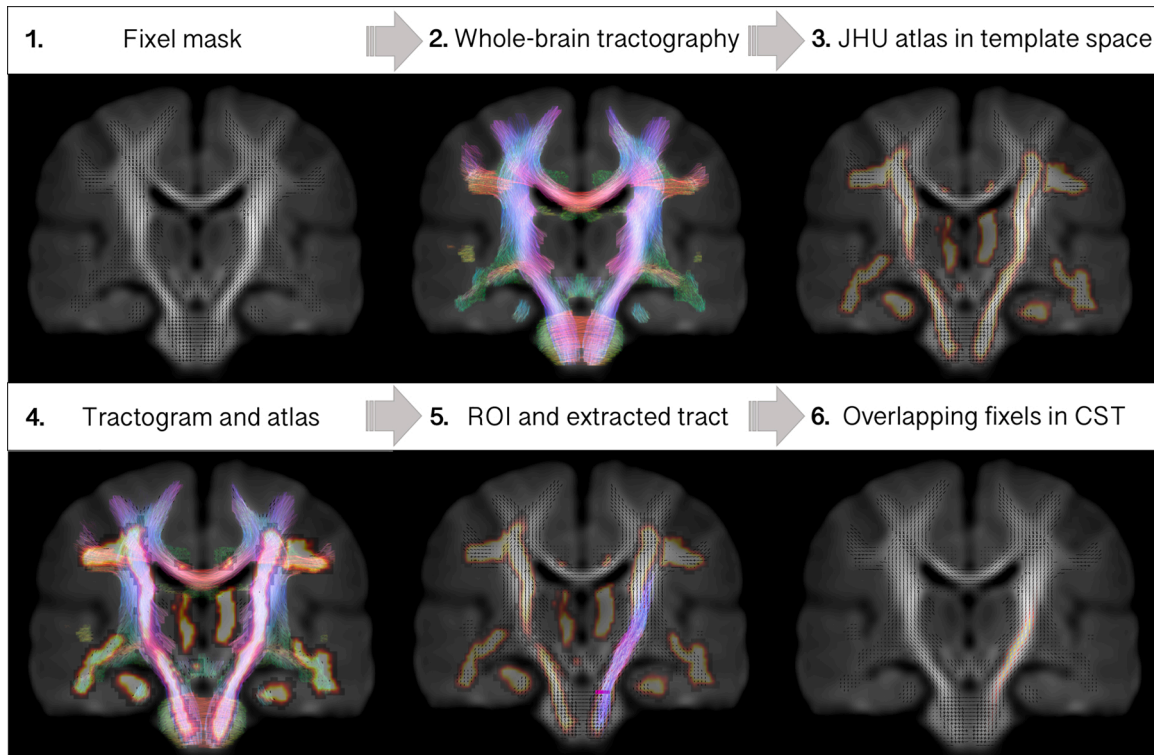 1. Fixel mask
2. Whole-brain tractography
3. JHU atlas in template space
4. Tractogram and atlas
5. ROI and extracted tract
6. Overlapping fixels in CST